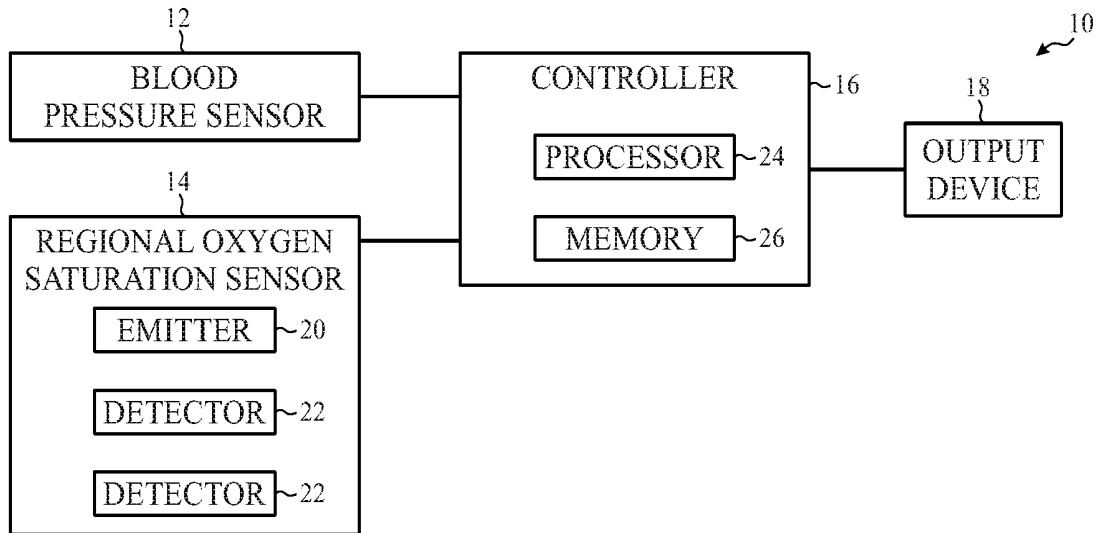 10
12
BLOOD
PRESSURE SENSOR
CONTROLLER
16
PROCESSOR
24
MEMORY
26
18
OUTPUT
DEVICE
14
REGIONAL OXYGEN
SATURATION SENSOR
EMITTER
20
DETECTOR
22
DETECTOR
22